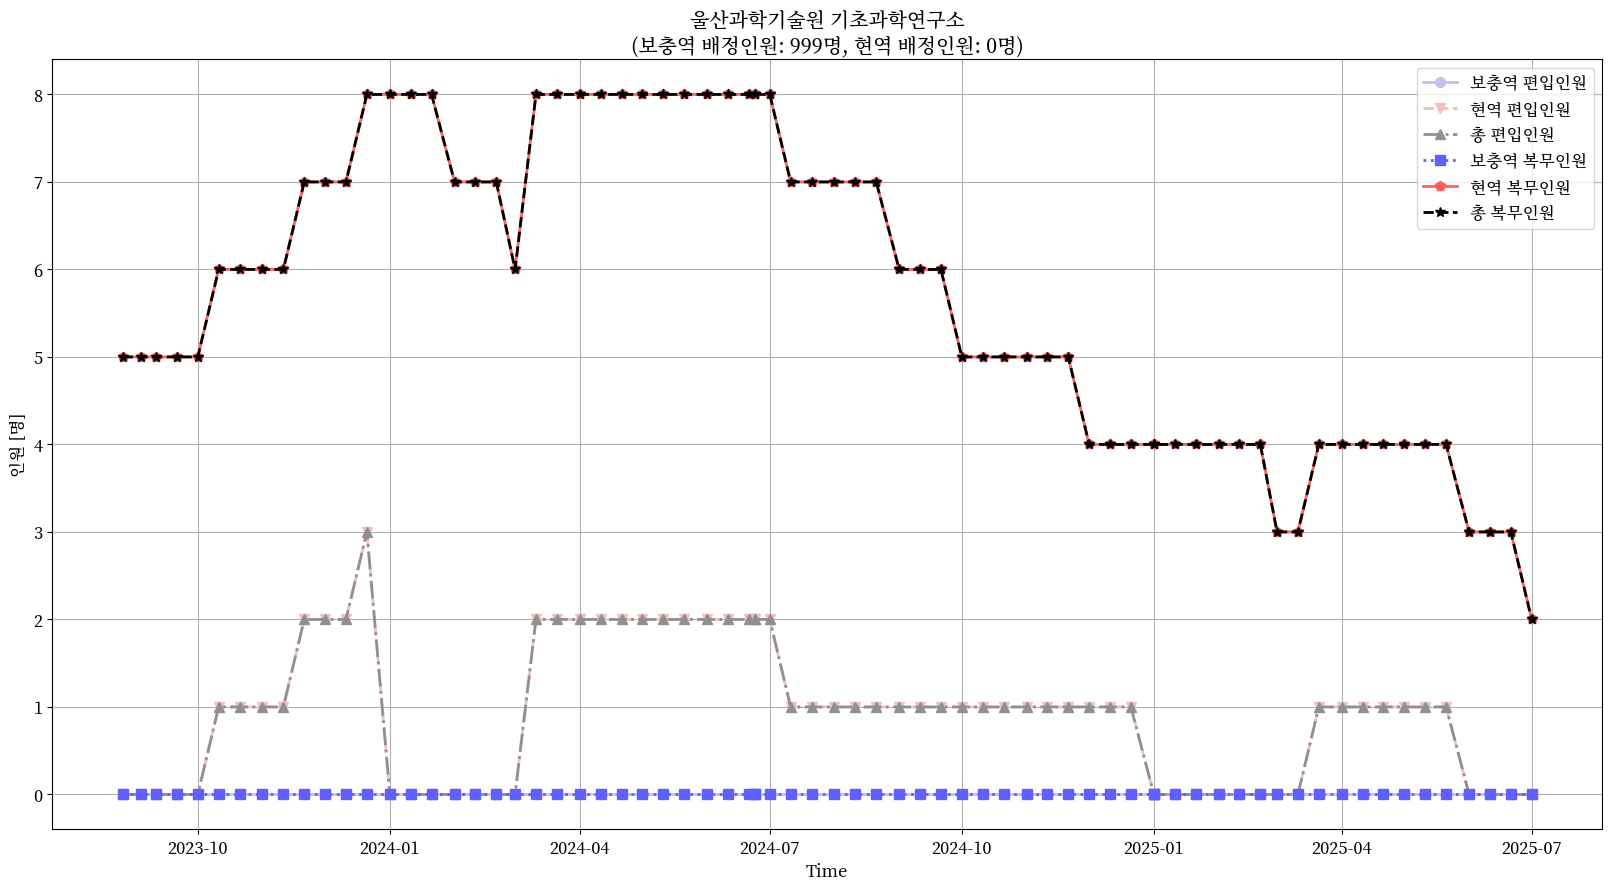 울산과학기술원 기초과학연구소
(보충역 배정인원: 999명, 현역 배정인원: 0명)
보충역 편입인원
현역 편입인원
총 편입인원
보충역 복무인원
현역 복무인원
총 복무인원
인원 [명]
8
7
6
5
4
3
2
1
0
2023-10
2024-01
2024-04
2024-07
2024-10
2025-01
2025-04
2025-07
Time